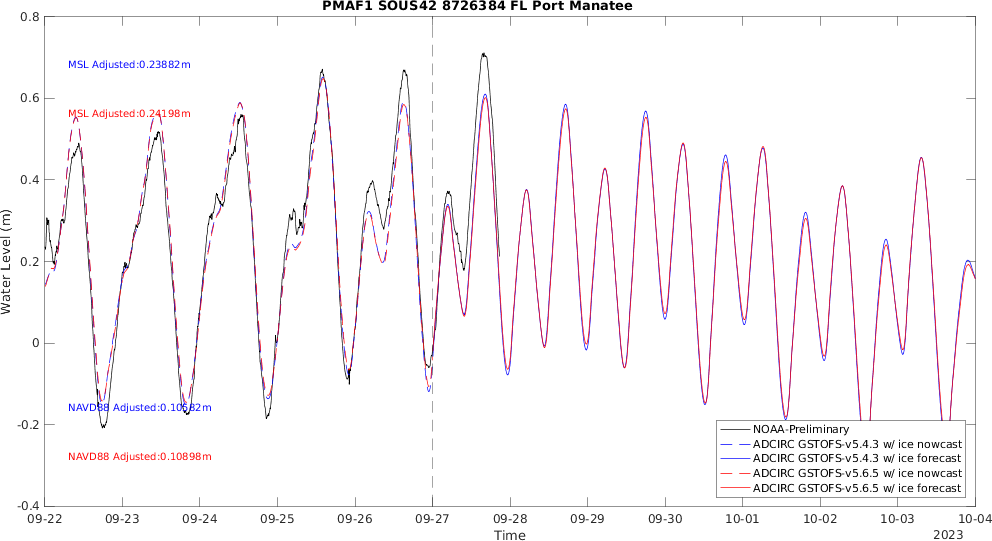 PMAF1 SOUS42 8726384 FL Port Manatee
Water Level (m)
0.8
0.6
0.4
0.2
0
-0.2
-0.4
MSL Adjusted:0.23882m
MSL Adjusted:0.24198m
NAVD88 Adjusted:0.10582m
NAVD88 Adjusted:0.10898m
NOAA-Preliminary
ADCIRC GSTOFS-v5.4.3 w/ ice nowcast
ADCIRC GSTOFS-v5.4.3 w/ ice forecast
ADCIRC GSTOFS-v5.6.5 w/ ice nowcast
ADCIRC GSTOFS-v5.6.5 w/ ice forecast
09-22 09-23 09-24 09-25 09-26 09-27 09-28 09-29 09-30 10-01 10-02 10-03 10-04
Time
2023